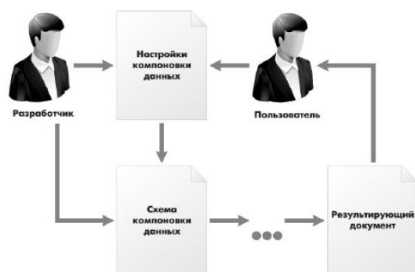 Настройки
компоновки
данных
Разработчик
Пользователь
Схема
компоновки
данных
Результирующий
документ